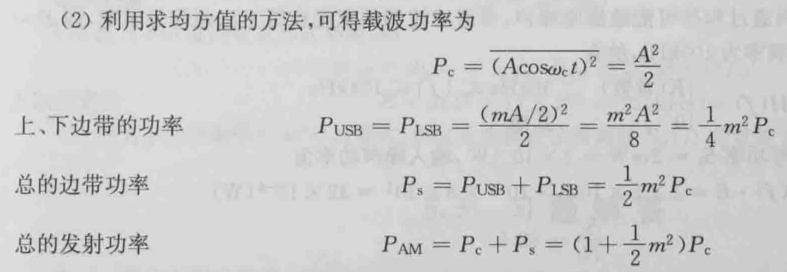 (2) 利用求均方值的方法,可得载波功率为
P_c = \overline{(A\cos ω_c t)^2} = \frac{A^2}{2}
上、下边带的功率 P_{USB} = P_{LSB} = \frac{(mA/2)^2}{2} = \frac{m^2A^2}{8} = \frac{1}{4}m^2P_c
总的边带功率 P_s = P_{USB} + P_{LSB} = \frac{1}{2}m^2P_c
总的发射功率 P_{AM} = P_c + P_s = (1+\frac{1}{2}m^2)P_c